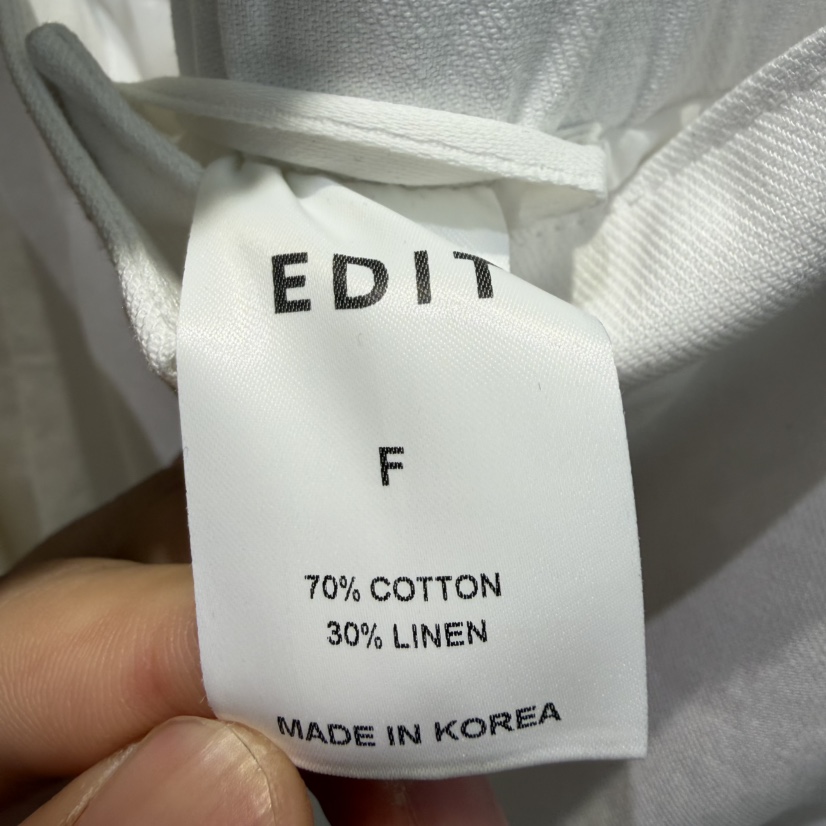 EDIT
F
70% COTTON
30% LINEN
MADE IN KOREA